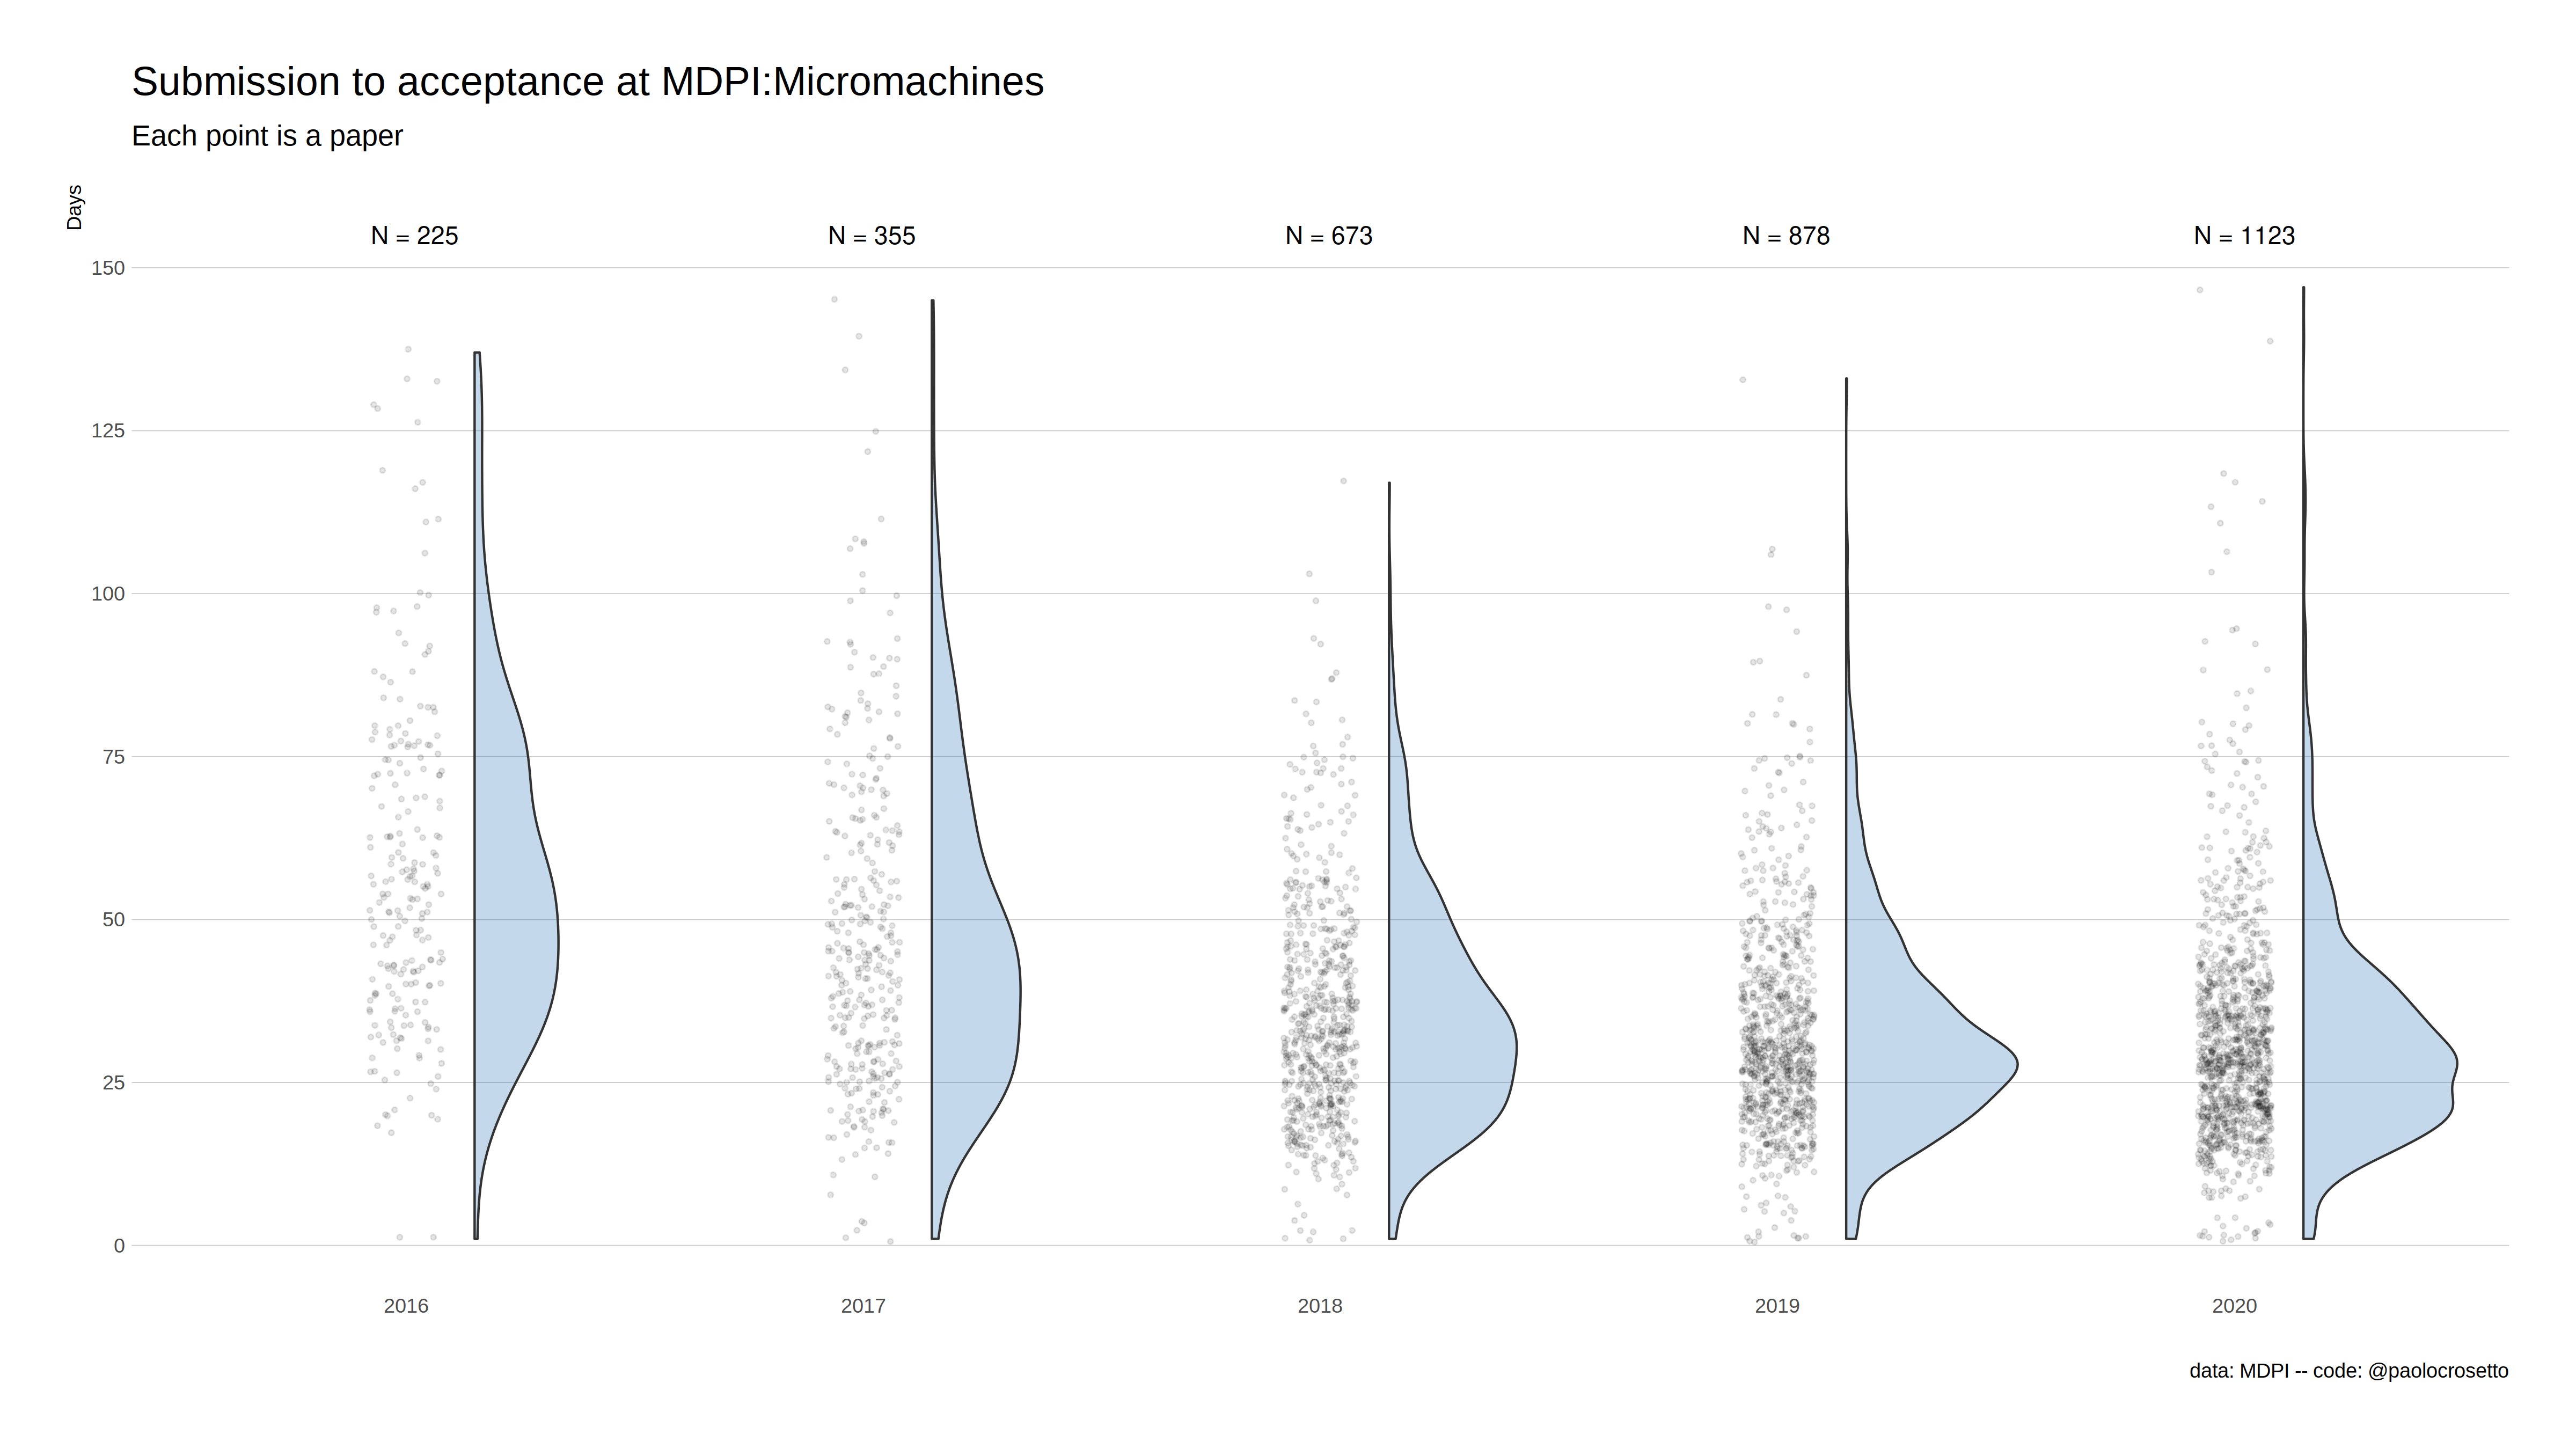 Submission to acceptance at MDPI:Micromachines
Each point is a paper
Days
N = 225
N = 355
N = 673
N = 878
N = 1123
150
125
100
75
50
25
0
2016
2017
2018
2019
2020
data: MDPI -- code: @paolocrosetto